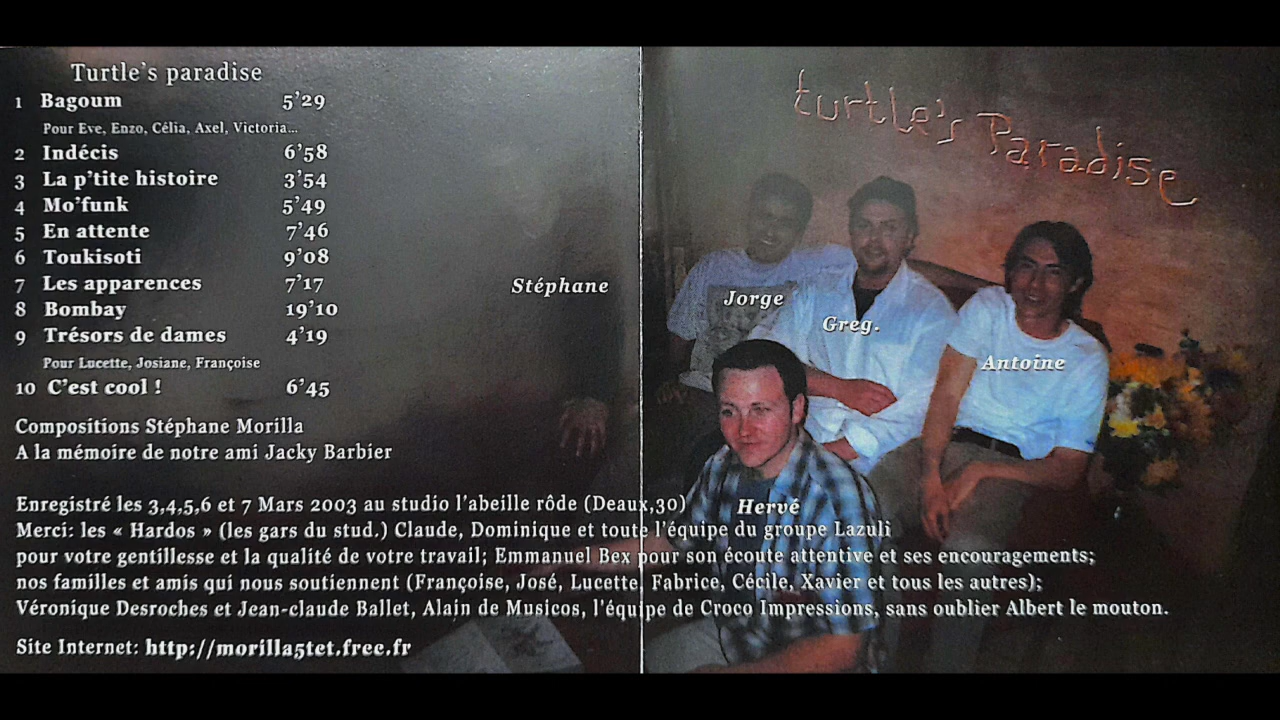 Turtle's paradise
1 Bagoum 5'29
Pour Eve, Enzo, Célia, Axel, Victoria...
2 Indécis 6'58
3 La p'tite histoire 3'54
4 Mo'funk 5'49
5 En attente 7'46
6 Toukisoti 9'08
7 Les apparences 7'17
8 Bombay 19'10
9 Trésors de dames 4'19
Pour Lucette, Josiane, Françoise
10 C'est cool ! 6'45
Compositions Stéphane Morilla
A la mémoire de notre ami Jacky Barbier
Enregistré les 3,4,5,6 et 7 Mars 2003 au studio l'abeille rôde (Deaux,30)
Merci: les « Hardos » (les gars du stud.) Claude, Dominique et toute l'équipe du groupe Lazuli
pour votre gentillesse et la qualité de votre travail; Emmanuel Bex pour son écoute attentive et ses encouragements;
nos familles et amis qui nous soutiennent (Françoise, José, Lucette, Fabrice, Cécile, Xavier et tous les autres);
Véronique Desroches et Jean-claude Ballet, Alain de Musicos, l'équipe de Croco Impressions, sans oublier Albert le mouton.
Site Internet: http://morilla5tet.free.fr
turtle's Paradise
Stéphane
Jorge
Greg.
Antoine
Hervé